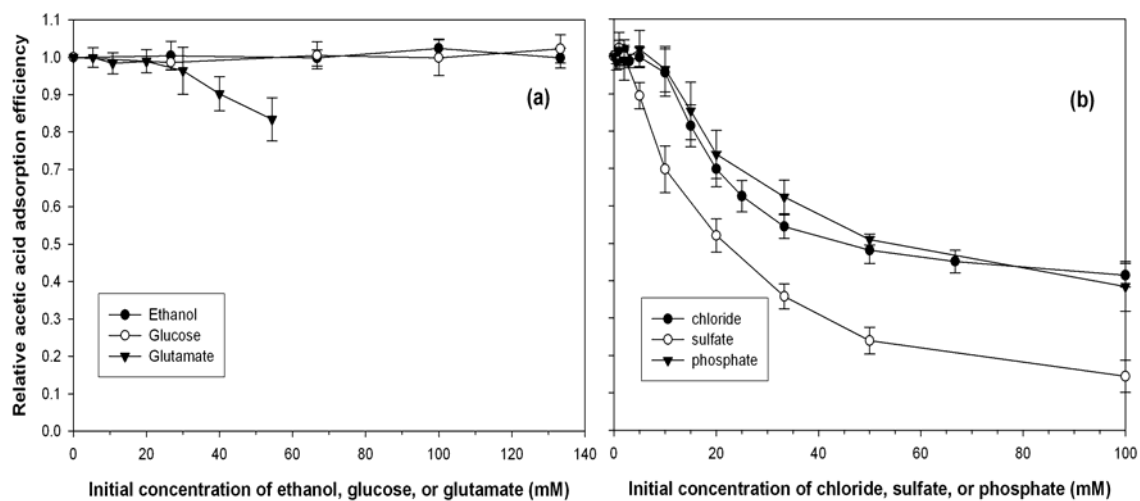 Relative acetic acid adsorption efficiency
1.1
1.0
0.9
0.8
0.7
0.6
0.5
0.4
0.3
0.2
0.1
0.0
(a)
Ethanol
Glucose
Glutamate
0 20 40 60 80 100 120 140
Initial concentration of ethanol, glucose, or glutamate (mM)
(b)
chloride
sulfate
phosphate
0 20 40 60 80 100
Initial concentration of chloride, sulfate, or phosphate (mM)